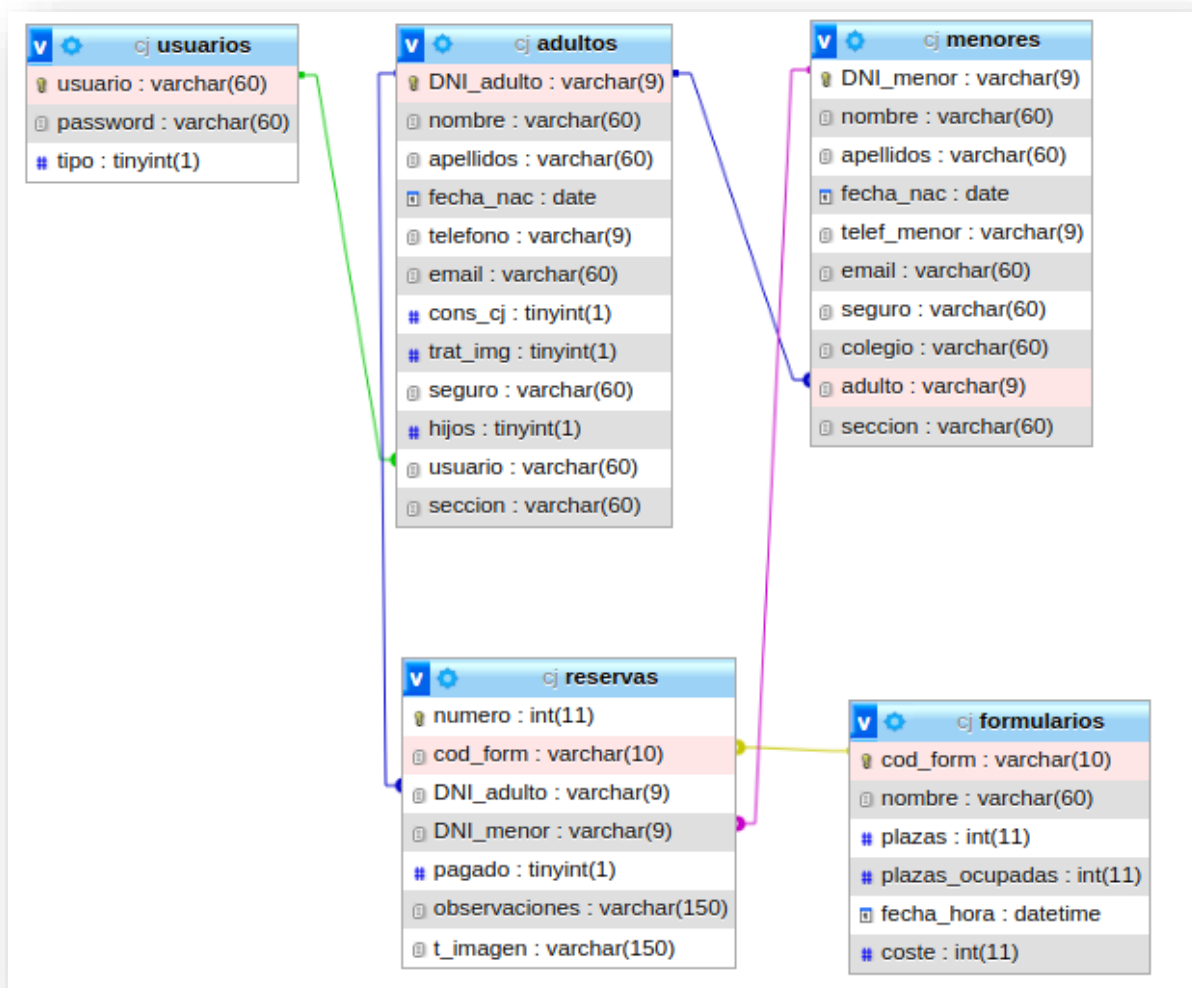 cj usuarios
usuario : varchar(60)
password : varchar(60)
tipo : tinyint(1)
cj adultos
DNI_adulto : varchar(9)
nombre : varchar(60)
apellidos : varchar(60)
fecha_nac : date
telefono : varchar(9)
email : varchar(60)
cons_cj : tinyint(1)
trat_img : tinyint(1)
seguro : varchar(60)
hijos : tinyint(1)
usuario : varchar(60)
seccion : varchar(60)
cj menores
DNI_menor : varchar(9)
nombre : varchar(60)
apellidos : varchar(60)
fecha_nac : date
telef_menor : varchar(9)
email : varchar(60)
seguro : varchar(60)
colegio : varchar(60)
adulto : varchar(9)
seccion : varchar(60)
cj reservas
numero : int(11)
cod_form : varchar(10)
DNI_adulto : varchar(9)
DNI_menor : varchar(9)
pagado : tinyint(1)
observaciones : varchar(150)
t_imagen : varchar(150)
cj formularios
cod_form : varchar(10)
nombre : varchar(60)
plazas : int(11)
plazas_ocupadas : int(11)
fecha_hora : datetime
coste : int(11)